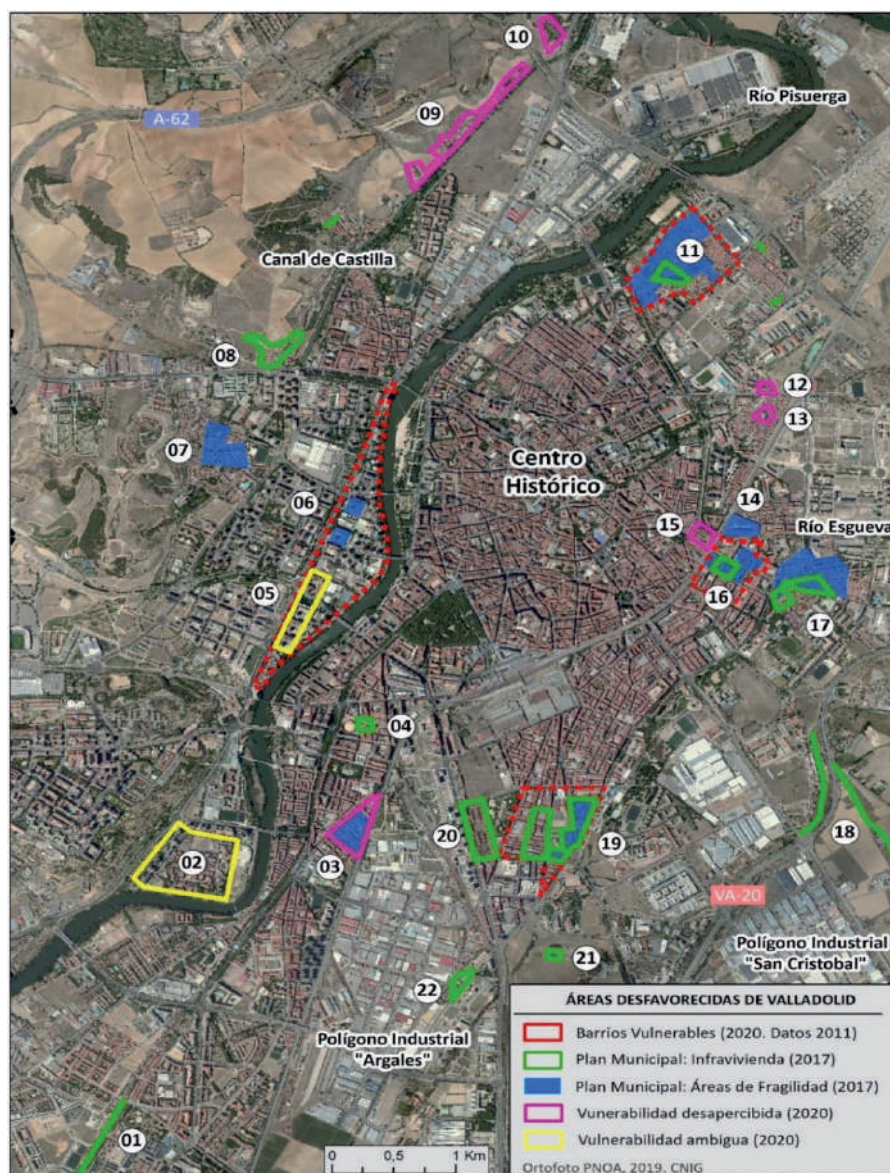 10
Río Pisuerga
09
A-62
11
Canal de Castilla
08
12
13
07
Centro
Histórico
06
14
15
Río Esgueva
16
05
17
04
20
19
18
02
03
VA-20
21
Polígono Industrial
"San Cristobal"
22
Polígono Industrial
"Argales"
01
0 0,5 1 Km
ÁREAS DESFAVORECIDAS DE VALLADOLID
Barrios Vulnerables (2020. Datos 2011)
Plan Municipal: Infravivienda (2017)
Plan Municipal: Áreas de Fragilidad (2017)
Vunerabilidad desapercibida (2020)
Vulnerabilidad ambigua (2020)
Ortofoto PNOA, 2019. CNIG